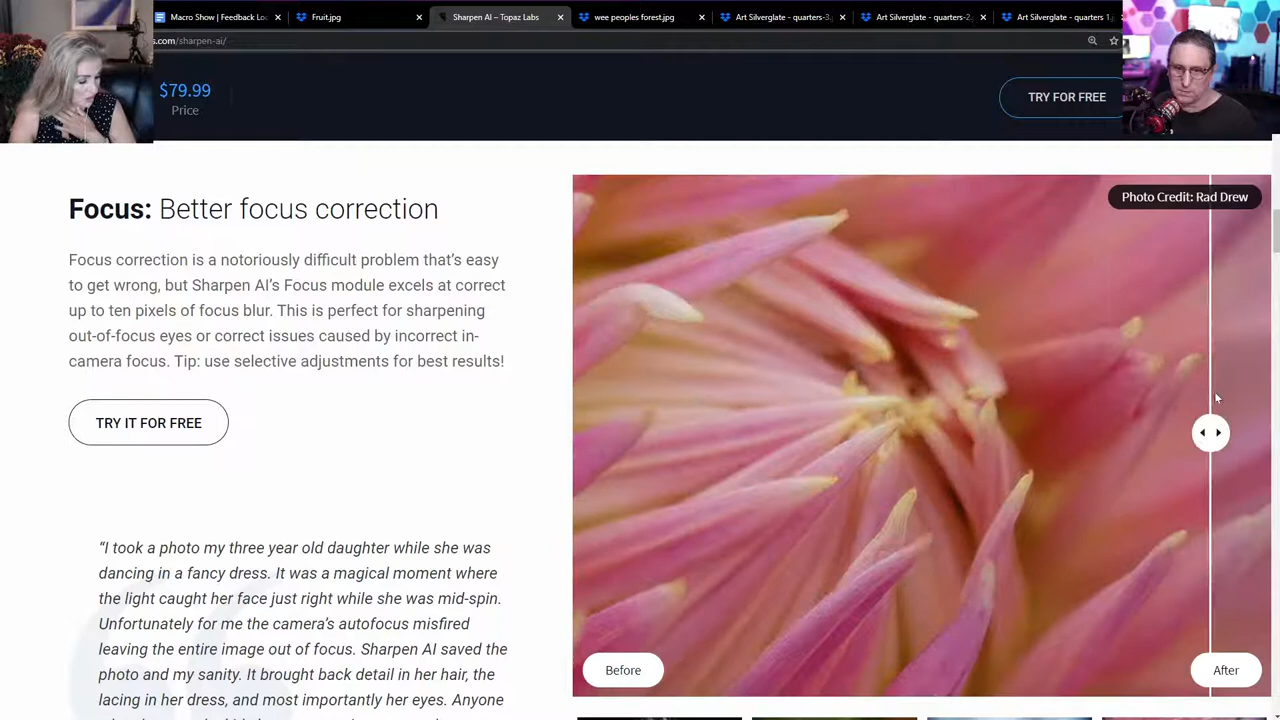 Macro Show | Feedback Lo
Fruit.jpg
Sharpen AI – Topaz Labs
wee peoples forest.jpg
Art Silverglate - quarters-3.
Art Silverglate - quarters-2.
Art Silverglate - quarters 1.j
s.com/sharpen-ai/
$79.99
Price
TRY FOR FREE
Focus: Better focus correction
Focus correction is a notoriously difficult problem that's easy
to get wrong, but Sharpen AI's Focus module excels at correct
up to ten pixels of focus blur. This is perfect for sharpening
out-of-focus eyes or correct issues caused by incorrect in-
camera focus. Tip: use selective adjustments for best results!
TRY IT FOR FREE
"I took a photo my three year old daughter while she was
dancing in a fancy dress. It was a magical moment where
the light caught her face just right while she was mid-spin.
Unfortunately for me the camera's autofocus misfired
leaving the entire image out of focus. Sharpen AI saved the
photo and my sanity. It brought back detail in her hair, the
lacing in her dress, and most importantly her eyes. Anyone
Photo Credit: Rad Drew
Before
After